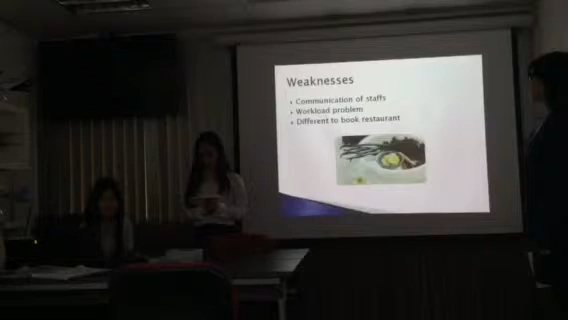 Weaknesses
Communication of staffs
Workload problem
Different to book restaurant